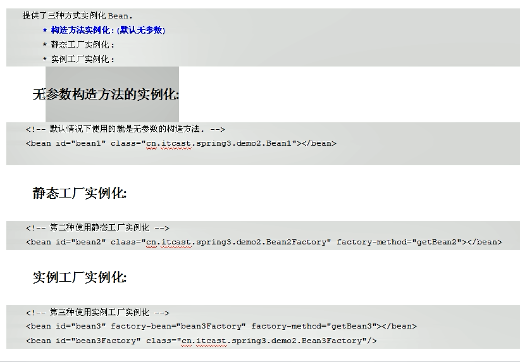 提供了三种方式实例化Bean.
* 构造方法实例化:(默认无参数)
* 静态工厂实例化:
* 实例工厂实例化:
无参数构造方法的实例化:
<!-- 默认情况下使用的就是无参数的构造方法. -->
<bean id="bean1" class="cn.itcast.spring3.demo2.Bean1"></bean>
静态工厂实例化:
<!-- 第二种使用静态工厂实例化 -->
<bean id="bean2" class="cn.itcast.spring3.demo2.Bean2Factory" factory-method="getBean2"></bean>
实例工厂实例化:
<!-- 第三种使用实例工厂实例化 -->
<bean id="bean3" factory-bean="bean3Factory" factory-method="getBean3"></bean>
<bean id="bean3Factory" class="cn.itcast.spring3.demo2.Bean3Factory"/>